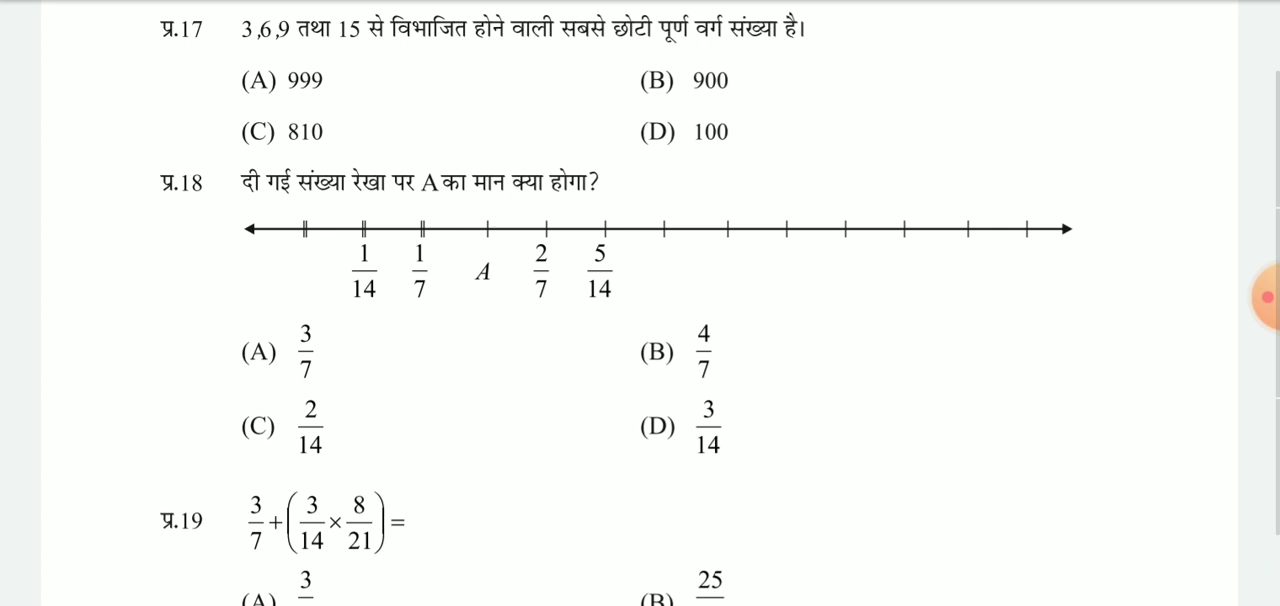 प्र.17 3,6,9 तथा 15 से विभाजित होने वाली सबसे छोटी पूर्ण वर्ग संख्या है।
(A) 999 (B) 900
(C) 810 (D) 100
प्र.18 दी गई संख्या रेखा पर A का मान क्या होगा?
1/14 1/7 A 2/7 5/14
(A) 3/7 (B) 4/7
(C) 2/14 (D) 3/14
प्र.19 3/7+(3/14×8/21)=
(A) 3 (B) 25